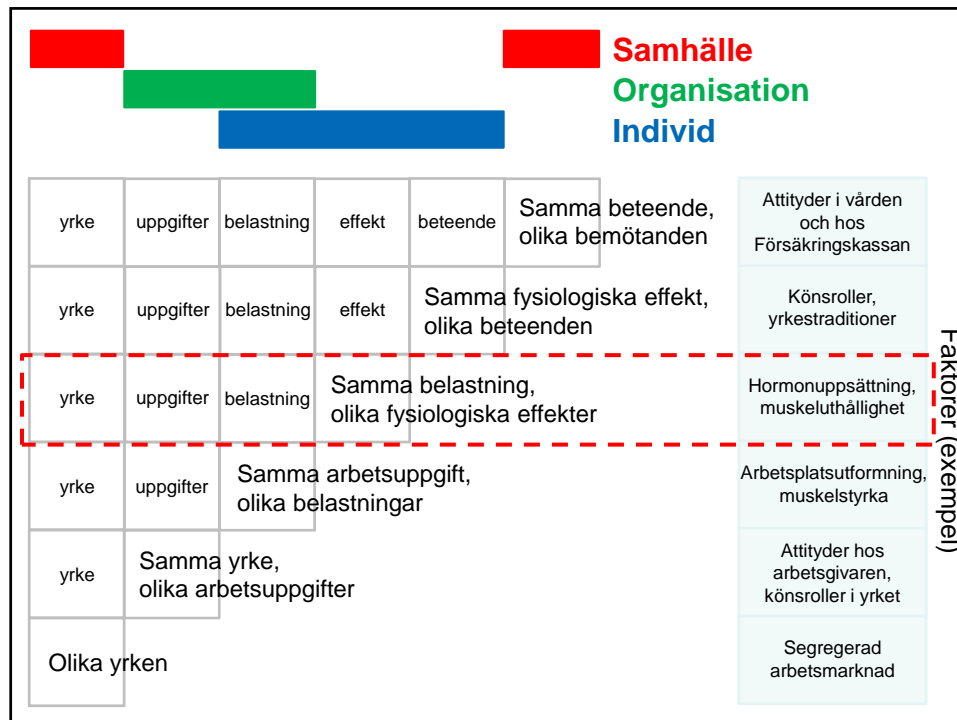 Samhälle
Organisation
Individ
yrke
uppgifter
belastning
effekt
beteende
Samma beteende,
olika bemötanden
Attityder i vården
och hos
Försäkringskassan
yrke
uppgifter
belastning
effekt
Samma fysiologiska effekt,
olika beteenden
Könsroller,
yrkestraditioner
yrke
uppgifter
belastning
Samma belastning,
olika fysiologiska effekter
Hormonuppsättning,
muskeluthållighet
yrke
uppgifter
Samma arbetsuppgift,
olika belastningar
Arbetsplatsutformning,
muskelstyrka
yrke
Samma yrke,
olika arbetsuppgifter
Attityder hos
arbetsgivaren,
könsroller i yrket
Olika yrken
Segregerad
arbetsmarknad
Faktorer (exempel)